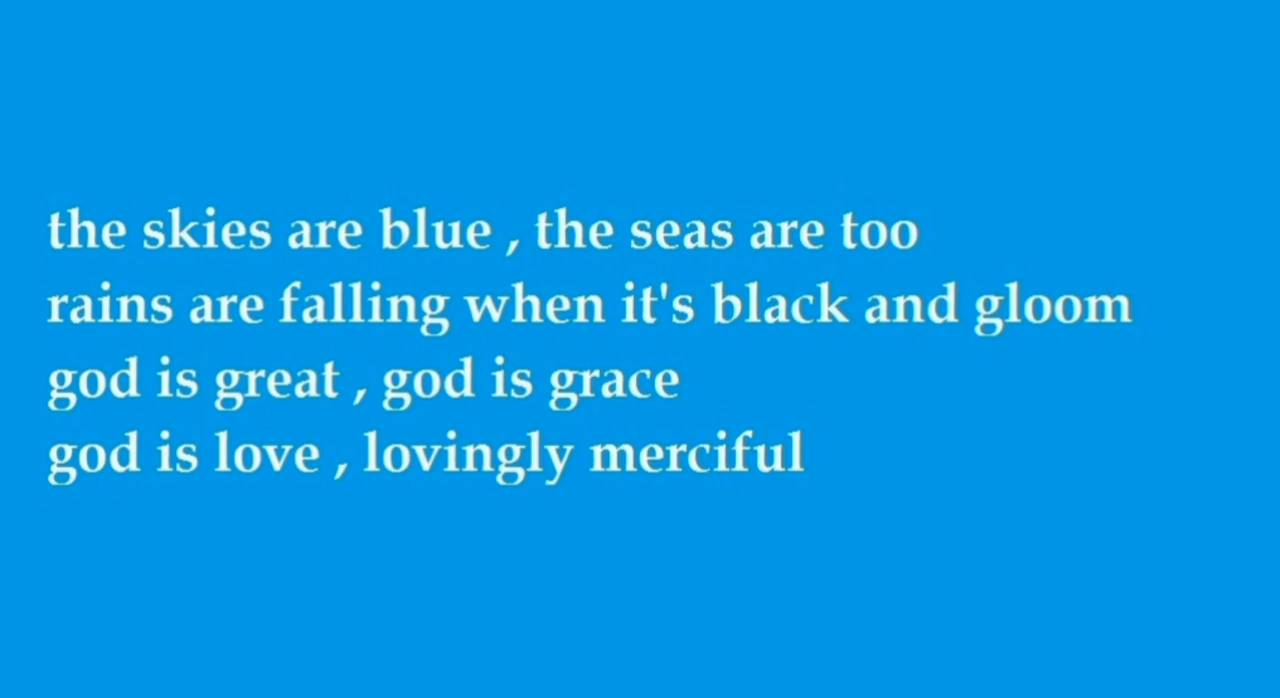 the skies are blue , the seas are too
rains are falling when it's black and gloom
god is great , god is grace
god is love , lovingly merciful